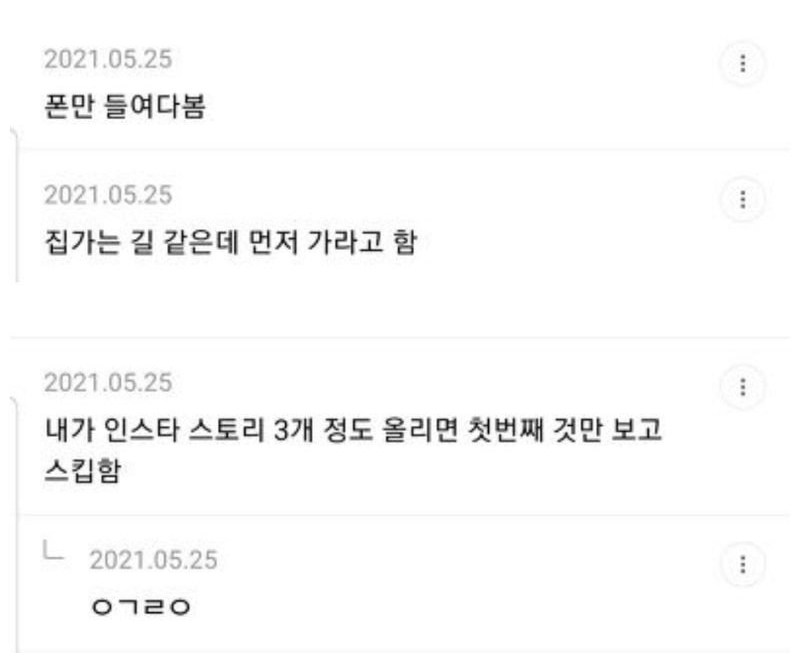 2021.05.25
폰만 들여다봄
2021.05.25
집가는 길 같은데 먼저 가라고 함
2021.05.25
내가 인스타 스토리 3개 정도 올리면 첫번째 것만 보고
스킵함
2021.05.25
ㅇㄱㄹㅇ